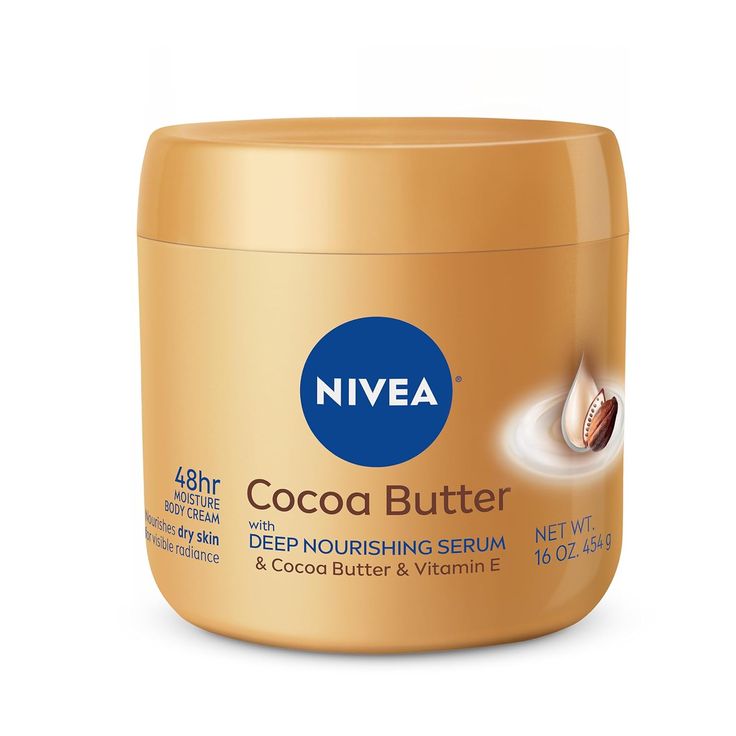 NIVEA®
48hr
MOISTURE
BODY CREAM
Nourishes dry skin
for visible radiance
Cocoa Butter
with
DEEP NOURISHING SERUM
& Cocoa Butter & Vitamin E
NET WT.
16 OZ. 454 g